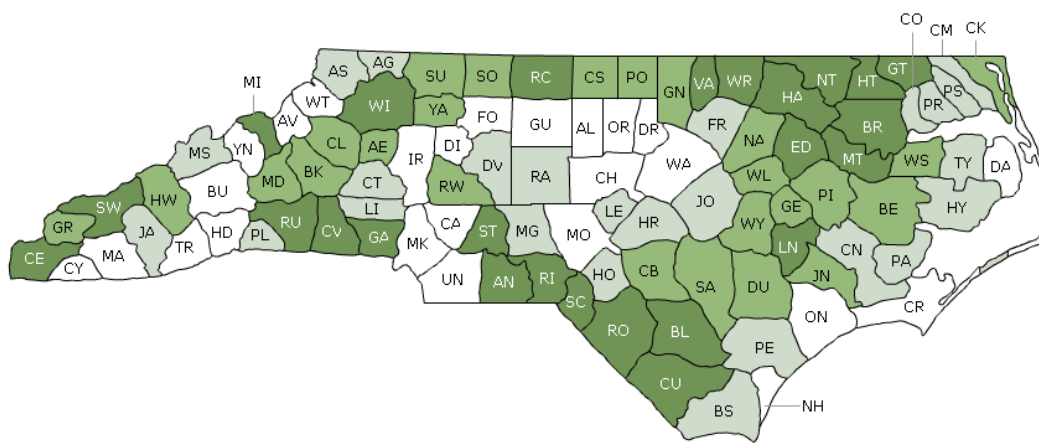 CO CM CK
AS AG SU SO RC CS PO VA WR NT HT GT
MI WT WI YA GN HA PS
PR
AV FO GU AL OR DR FR NA ED BR
MS YN CL AE IR DI DV WA MT WS TY DA
BU MD BK CT RW RA CH WL
SW HW LI LE JO GE PI BE HY
GR JA PL RU CV GA CA ST MG MO HR WY
CE CY MA TR HD MK LN CN PA
UN AN RI HO CB SA DU JN
SC RO BL ON CR
PE
CU BS NH